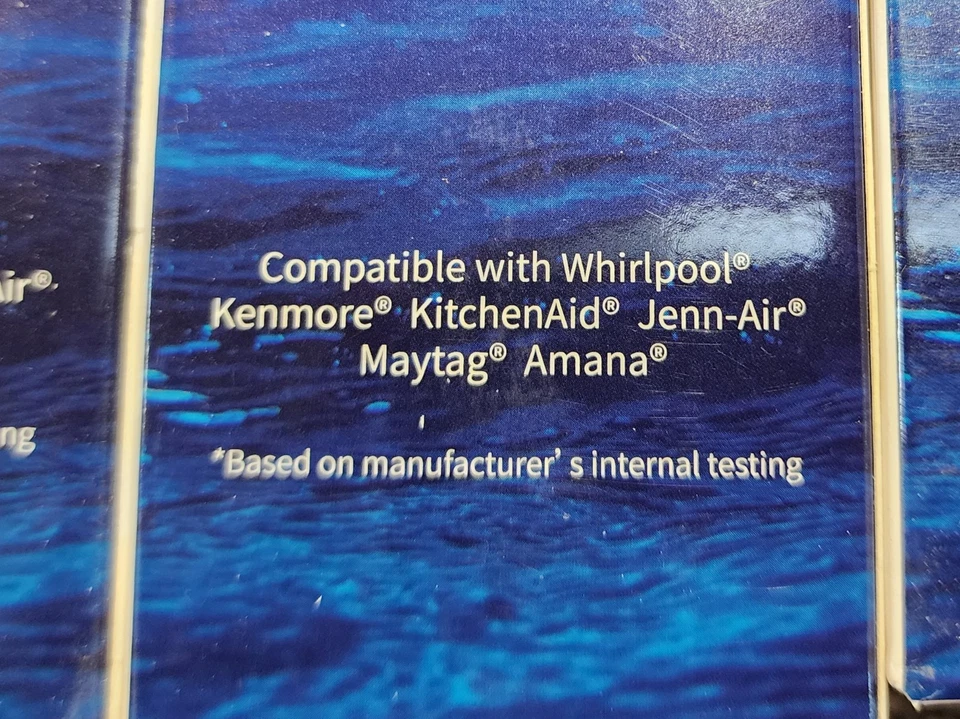 Compatible with Whirlpool®
Kenmore® KitchenAid® Jenn-Air®
Maytag® Amana®
*Based on manufacturer’ s internal testing